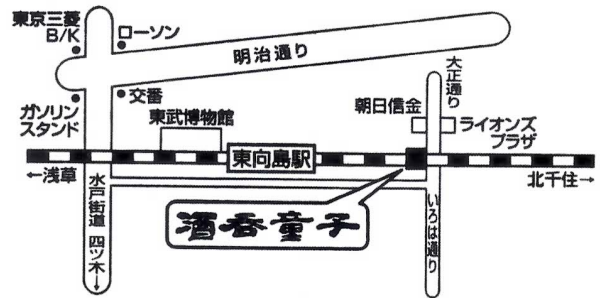 東京三菱
B/K
ローソン
明治通り
大正通り
ガソリン
スタンド
交番
東武博物館
朝日信金
ライオンズ
プラザ
東向島駅
←浅草
北千住→
水戸街道 四ツ木→
酒呑童子
いろは通り